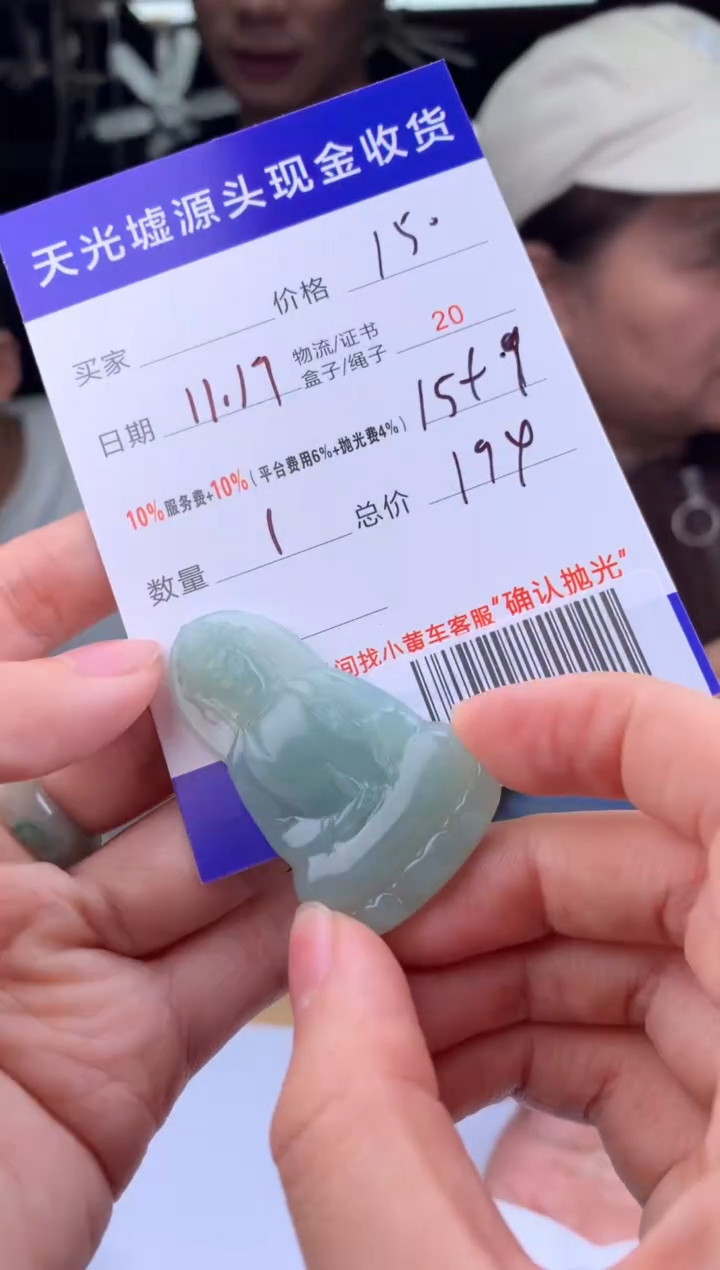 天光墟源头现金收货
价格 150
买家
日期 11.17 物流/证书 盒子/绳子 20
10%服务费+10%(平台费用6%+抛光费4%) 15+9
数量 1 总价 194
间找小黄车客服"确认抛光"